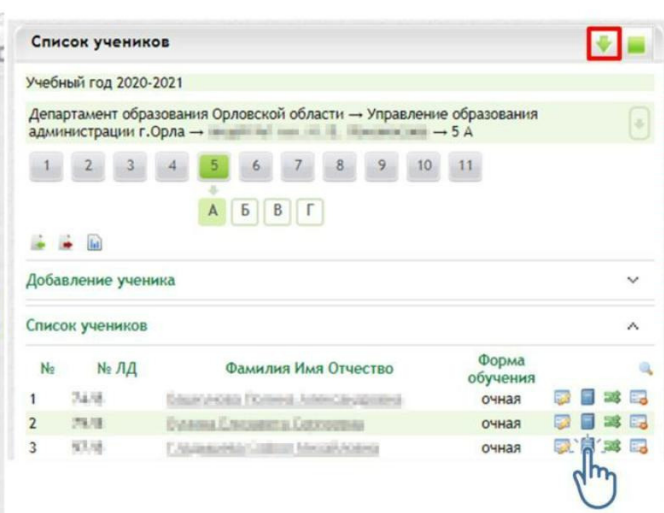 Список учеников
Учебный год 2020-2021
Департамент образования Орловской области → Управление образования
администрации г.Орла → → 5 А
1 2 3 4 5 6 7 8 9 10 11
А Б В Г
Добавление ученика
Список учеников
№ № ЛД Фамилия Имя Отчество Форма обучения
1 очная
2 очная
3 очная